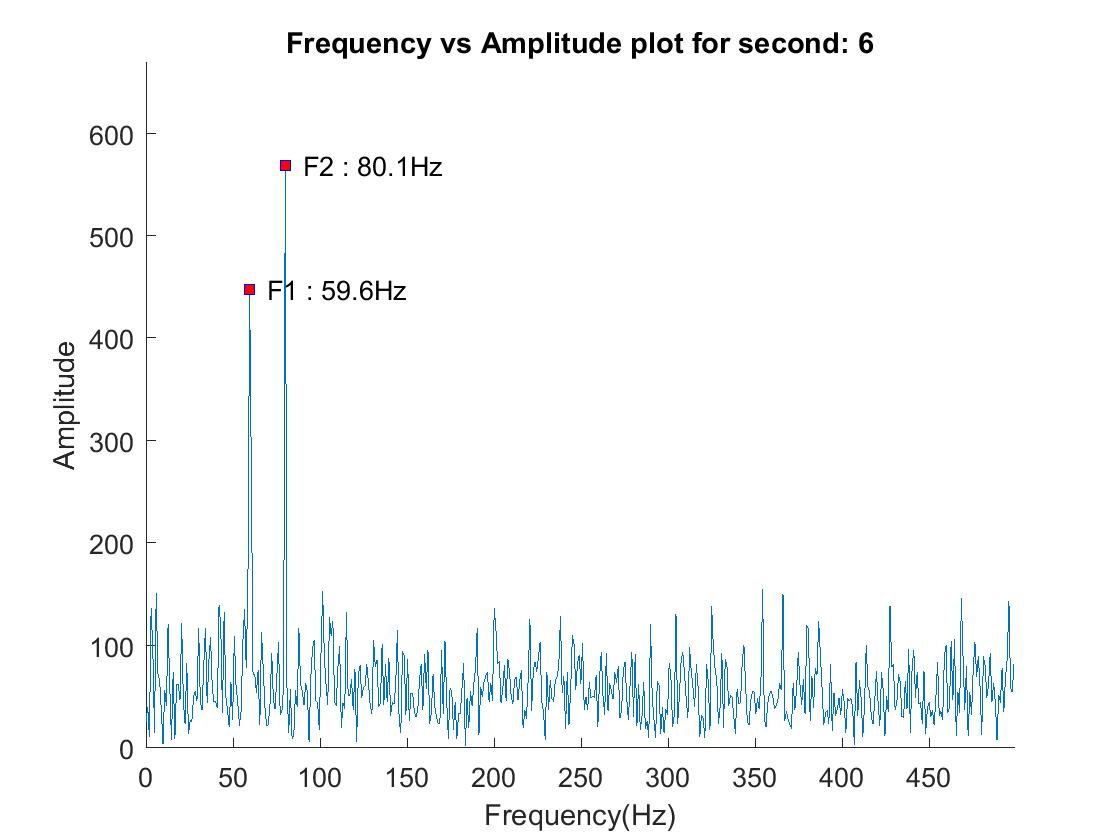 Frequency vs Amplitude plot for second: 6
600
F2 : 80.1Hz
500
F1 : 59.6Hz
400
Amplitude
300
200
100
0
0 50 100 150 200 250 300 350 400 450
Frequency(Hz)